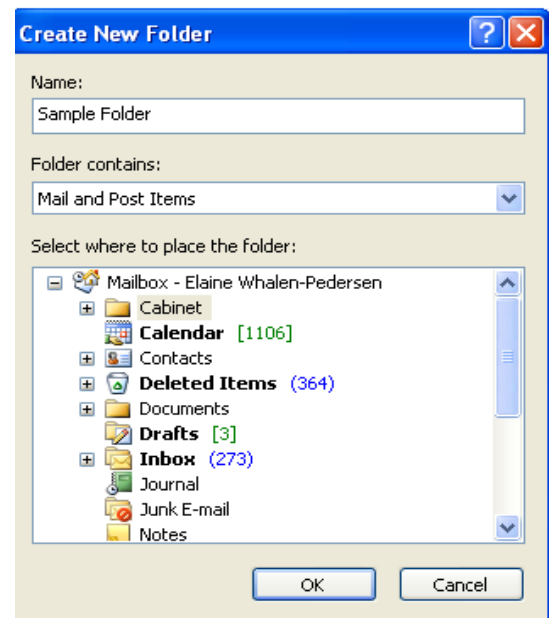 Create New Folder
Name:
Sample Folder
Folder contains:
Mail and Post Items
Select where to place the folder:
Mailbox - Elaine Whalen-Pedersen
Cabinet
Calendar [1106]
Contacts
Deleted Items (364)
Documents
Drafts [3]
Inbox (273)
Journal
Junk E-mail
Notes
OK Cancel